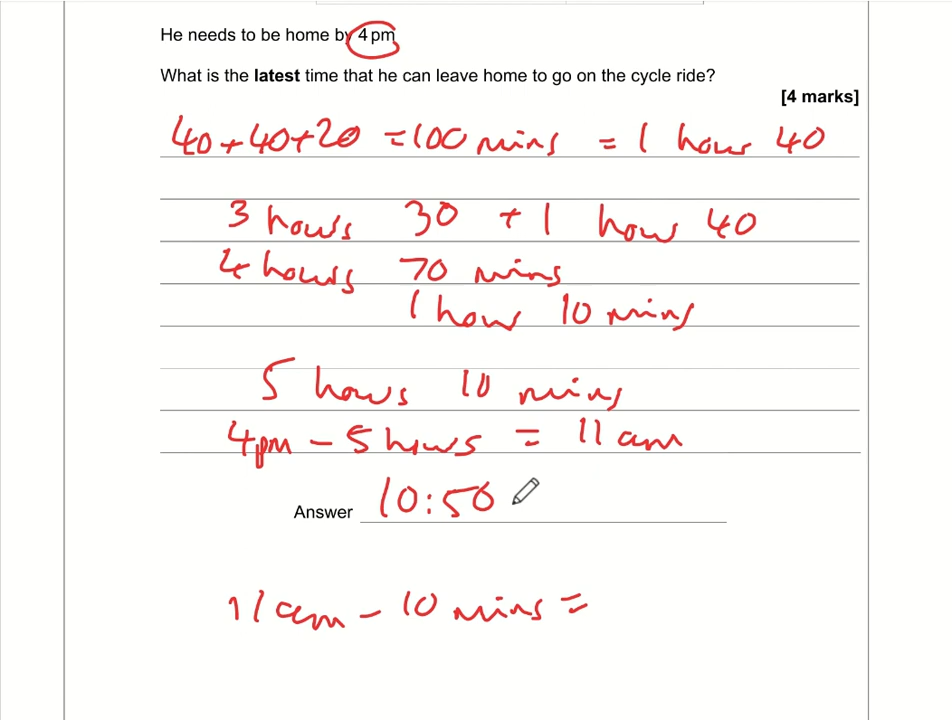 He needs to be home by 4 pm
What is the latest time that he can leave home to go on the cycle ride?
[4 marks]
40+40+20 =100 mins = 1 hour 40
3 hours 30 + 1 hour 40
4 hours 70 mins
1 hour 10 mins
5 hours 10 mins
4pm - 5 hours = 11 am
Answer 10:50
11 am - 10 mins =